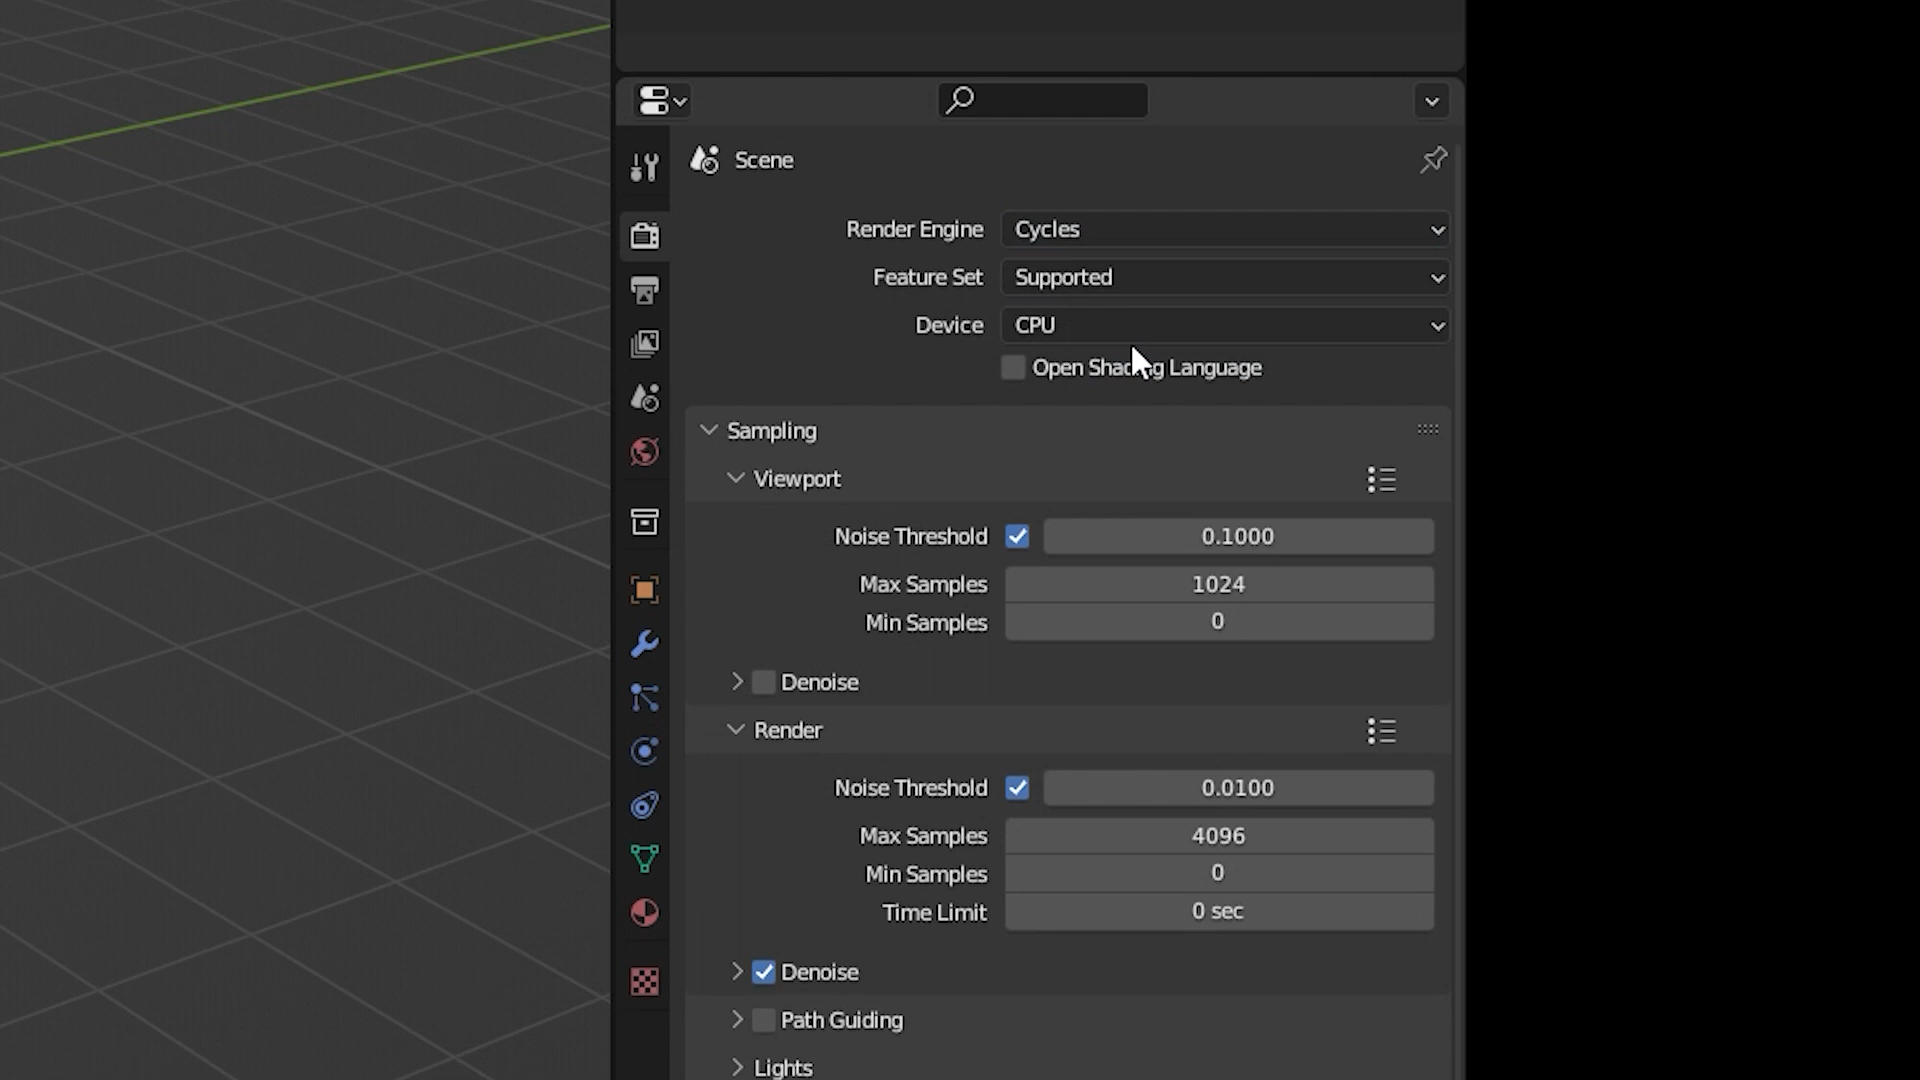 Scene
Render Engine Cycles
Feature Set Supported
Device CPU
Open Shading Language
Sampling
Viewport
Noise Threshold 0.1000
Max Samples 1024
Min Samples 0
Denoise
Render
Noise Threshold 0.0100
Max Samples 4096
Min Samples 0
Time Limit 0 sec
Denoise
Path Guiding
Lights